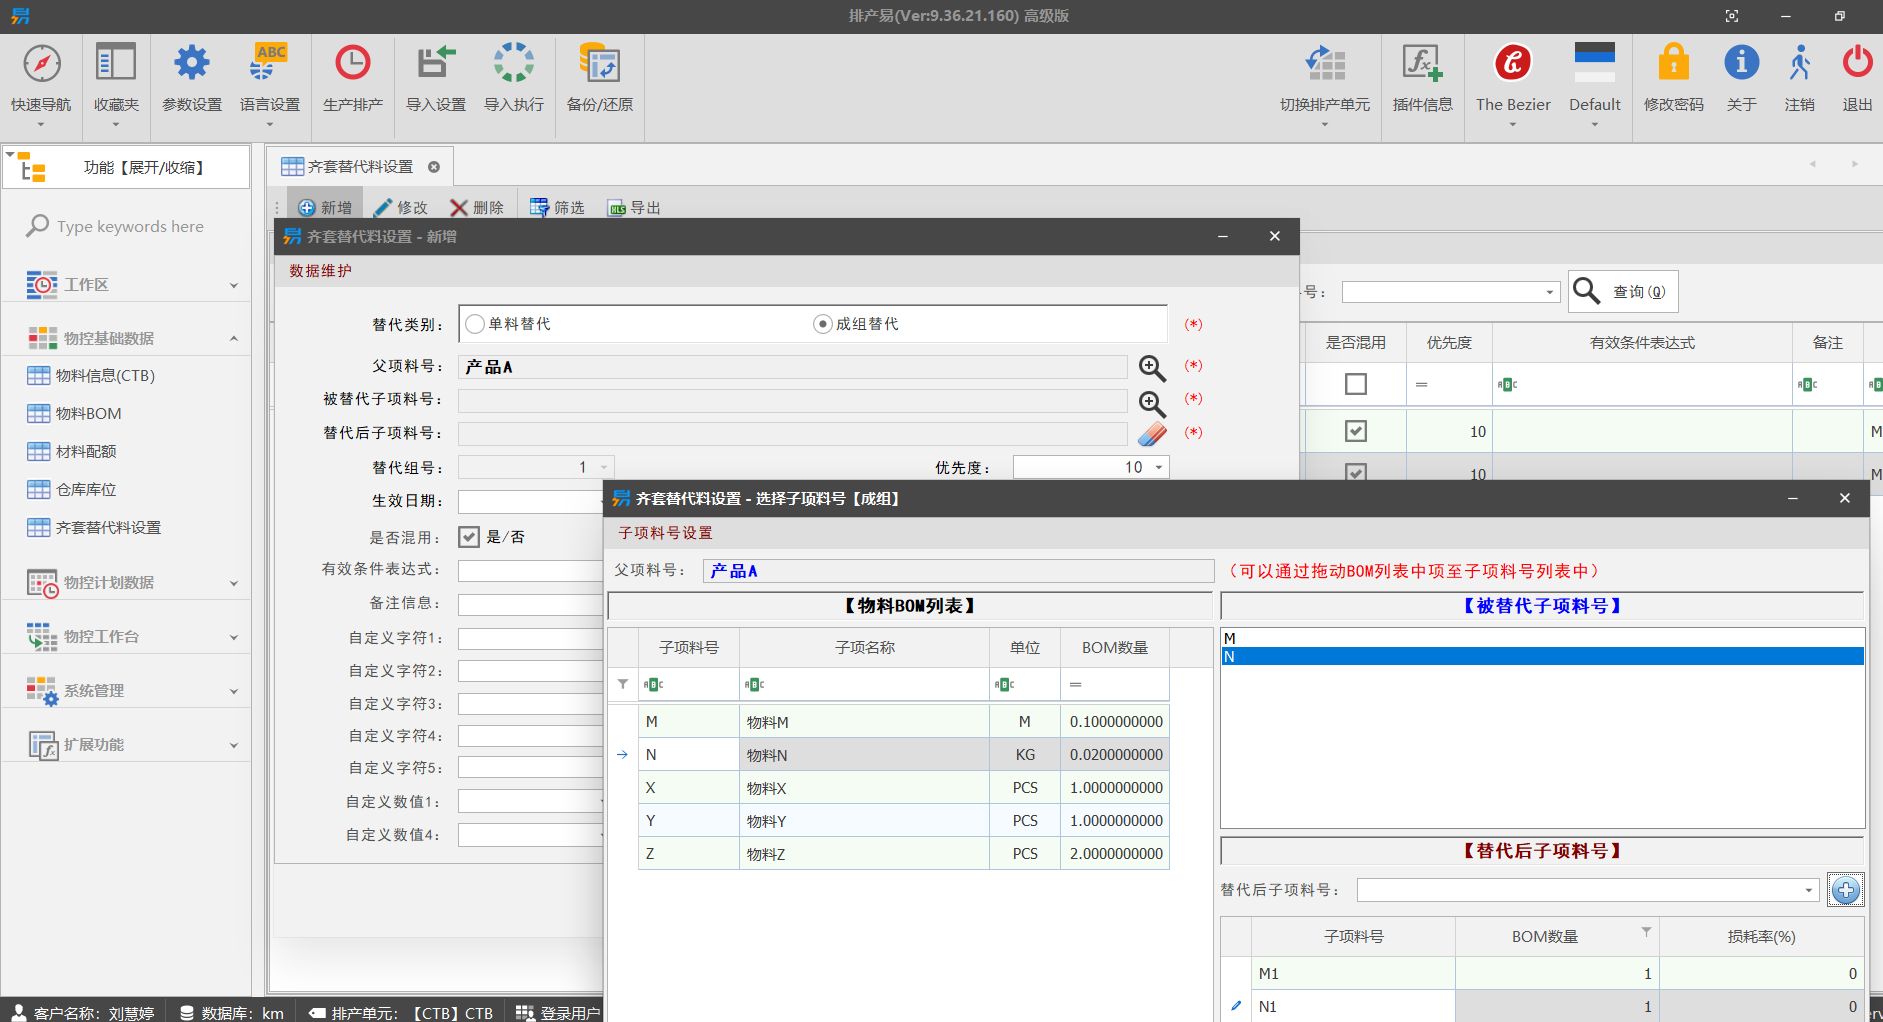 排产易(Ver:9.36.21.160) 高级版
快速导航
收藏夹
参数设置
ABC
语言设置
生产排产
导入设置
导入执行
备份/还原
切换排产单元
插件信息
The Bezier
Default
修改密码
关于
注销
退出
功能【展开/收缩】
Type keywords here
工作区
物控基础数据
物料信息(CTB)
物料BOM
材料配额
仓库库位
齐套替代料设置
物控计划数据
物控工作台
系统管理
扩展功能
齐套替代料设置
新增
修改
删除
筛选
导出
齐套替代料设置 - 新增
数据维护
替代类别：
单料替代
成组替代
(*)
父项料号：
产品A
(*)
被替代子项料号：
(*)
替代后子项料号：
(*)
替代组号：
1
优先度：
10
生效日期：
是否混用：
是/否
有效条件表达式：
备注信息：
自定义字符1：
自定义字符2：
自定义字符3：
自定义字符4：
自定义字符5：
自定义数值1：
自定义数值4：
号：
查询(Q)
是否混用
优先度
有效条件表达式
备注
=
ABC
ABC
10
M
10
M
齐套替代料设置 - 选择子项料号【成组】
子项料号设置
父项料号：
产品A
（可以通过拖动BOM列表中项至子项料号列表中）
【物料BOM列表】
子项料号
子项名称
单位
BOM数量
ABC
ABC
ABC
=
M
物料M
M
0.1000000000
N
物料N
KG
0.0200000000
X
物料X
PCS
1.0000000000
Y
物料Y
PCS
1.0000000000
Z
物料Z
PCS
2.0000000000
【被替代子项料号】
M
N
【替代后子项料号】
替代后子项料号：
子项料号
BOM数量
损耗率(%)
M1
1
0
N1
1
0
客户名称：刘慧婷
数据库：km
排产单元：【CTB】CTB
登录用户